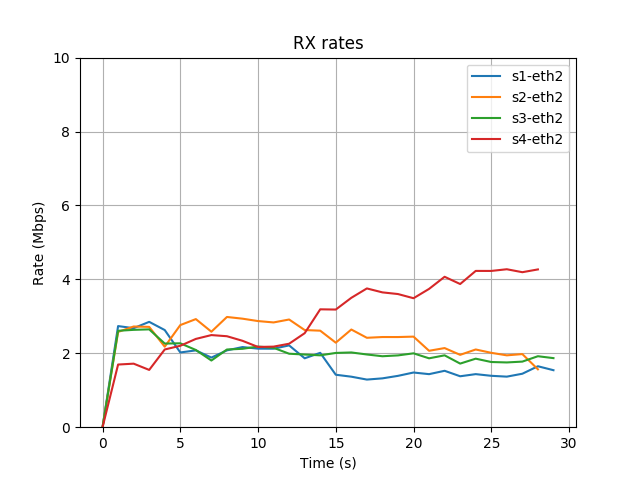 RX rates
10
8
6
4
2
0
Rate (Mbps)
s1-eth2
s2-eth2
s3-eth2
s4-eth2
0 5 10 15 20 25 30
Time (s)